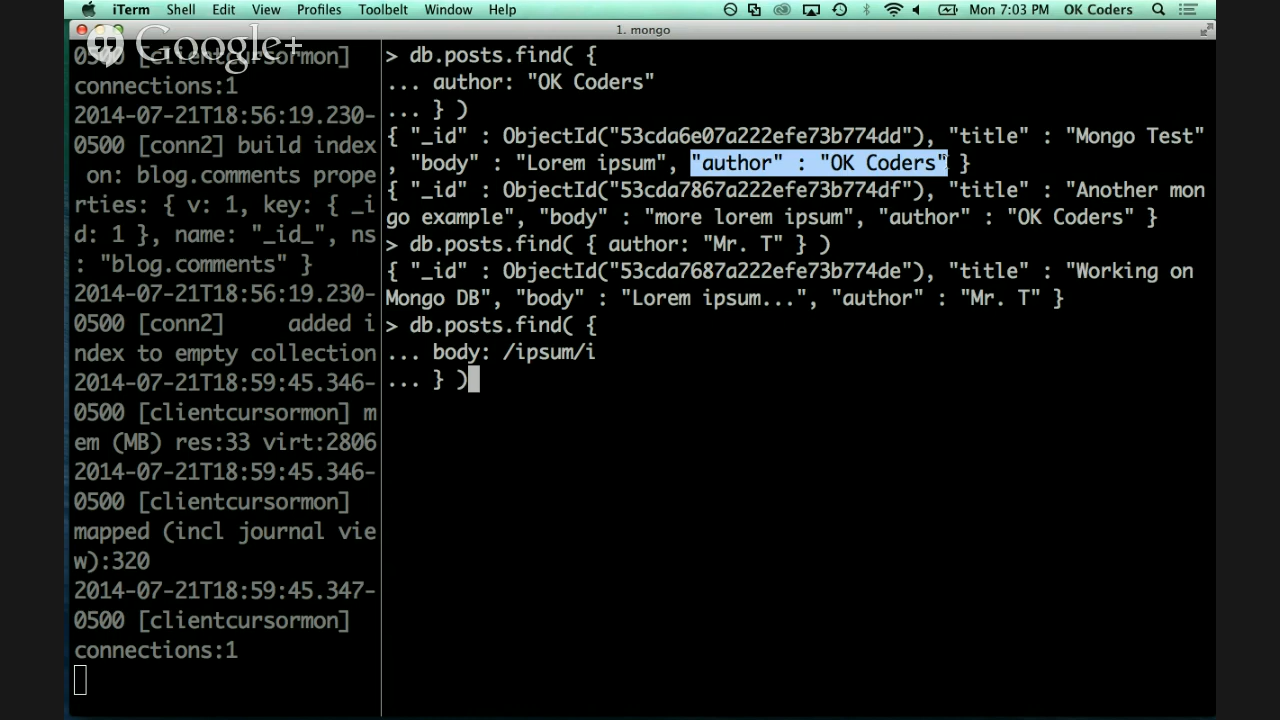 iTerm Shell Edit View Profiles Toolbelt Window Help Mon 7:03 PM OK Coders
1. mongo
Google+
0500 [clientcursormon]
connections:1
2014-07-21T18:56:19.230-
0500 [conn2] build index
on: blog.comments prope
rties: { v: 1, key: { _i
d: 1 }, name: "_id_", ns
: "blog.comments" }
2014-07-21T18:56:19.230-
0500 [conn2]     added i
ndex to empty collection
2014-07-21T18:59:45.346-
0500 [clientcursormon] m
em (MB) res:33 virt:2806
2014-07-21T18:59:45.346-
0500 [clientcursormon]
mapped (incl journal vie
w):320
2014-07-21T18:59:45.347-
0500 [clientcursormon]
connections:1
> db.posts.find( {
... author: "OK Coders"
... } )
{ "_id" : ObjectId("53cda6e07a222efe73b774dd"), "title" : "Mongo Test"
, "body" : "Lorem ipsum", "author" : "OK Coders" }
{ "_id" : ObjectId("53cda7867a222efe73b774df"), "title" : "Another mon
go example", "body" : "more lorem ipsum", "author" : "OK Coders" }
> db.posts.find( { author: "Mr. T" } )
{ "_id" : ObjectId("53cda7687a222efe73b774de"), "title" : "Working on
Mongo DB", "body" : "Lorem ipsum...", "author" : "Mr. T" }
> db.posts.find( {
... body: /ipsum/i
... } )